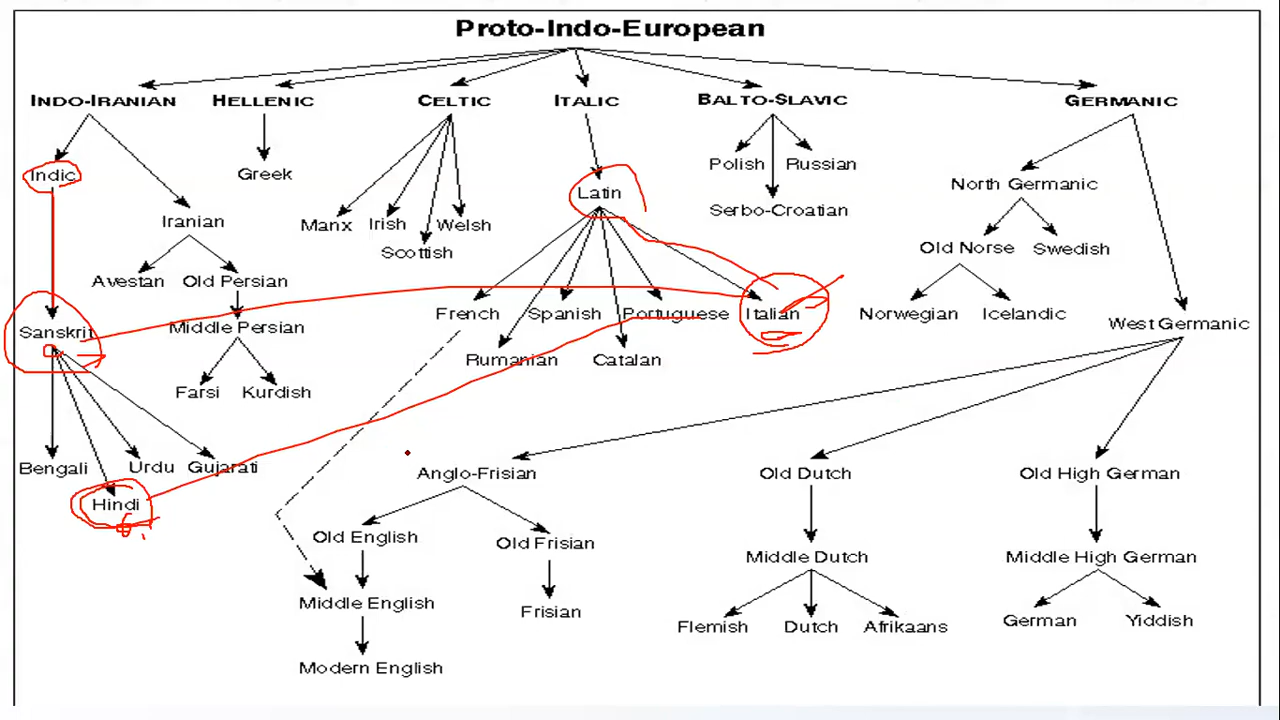 Proto-Indo-European
INDO-IRANIAN HELLENIC CELTIC ITALIC BALTO-SLAVIC GERMANIC
Indic Greek Polish Russian
Latin North Germanic
Iranian Manx Irish Welsh Serbo-Croatian
Scottish Old Norse Swedish
Avestan Old Persian
Sanskrit Middle Persian French Spanish Portuguese Italian Norwegian Icelandic West Germanic
Rumanian Catalan
Farsi Kurdish
Bengali Urdu Gujarati Anglo-Frisian Old Dutch Old High German
Hindi
Old English Old Frisian Middle Dutch Middle High German
Middle English Frisian
Flemish Dutch Afrikaans German Yiddish
Modern English